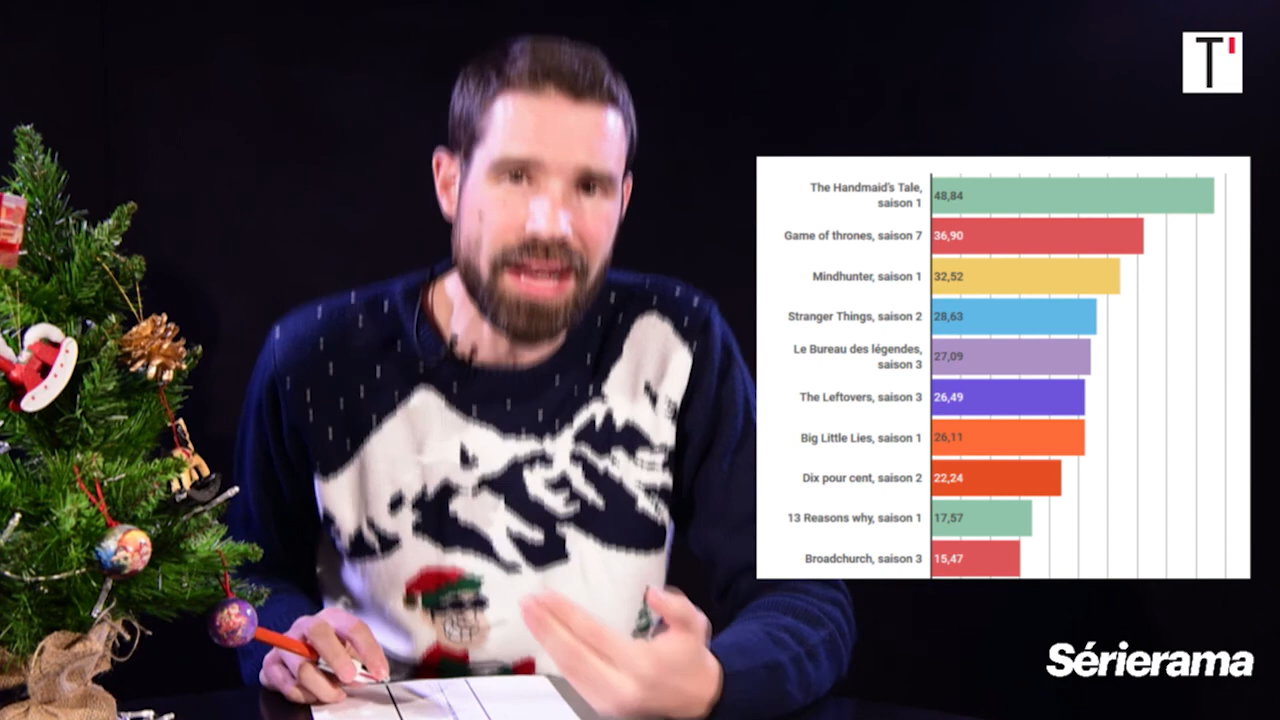 T'
The Handmaid's Tale,
saison 1
48,84
Game of thrones, saison 7
36,90
Mindhunter, saison 1
32,52
Stranger Things, saison 2
28,63
Le Bureau des légendes,
saison 3
27,09
The Leftovers, saison 3
26,49
Big Little Lies, saison 1
26,11
Dix pour cent, saison 2
22,24
13 Reasons why, saison 1
17,57
Broadchurch, saison 3
15,47
Sérierama